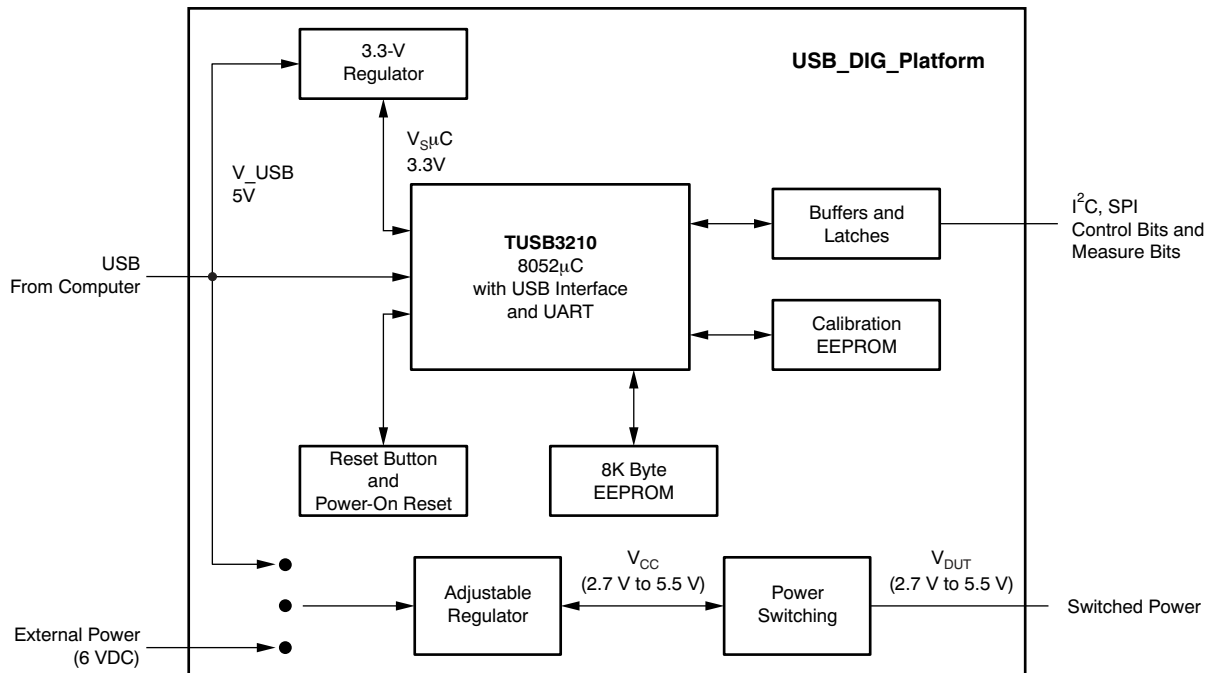 3.3-V
Regulator
USB_DIG_Platform
V_USB
5V
VSμC
3.3V
TUSB3210
8052μC
with USB Interface
and UART
Buffers and
Latches
I2C, SPI
Control Bits and
Measure Bits
USB
From Computer
Calibration
EEPROM
Reset Button
and
Power-On Reset
8K Byte
EEPROM
Adjustable
Regulator
VCC
(2.7 V to 5.5 V)
Power
Switching
VDUT
(2.7 V to 5.5 V)
Switched Power
External Power
(6 VDC)